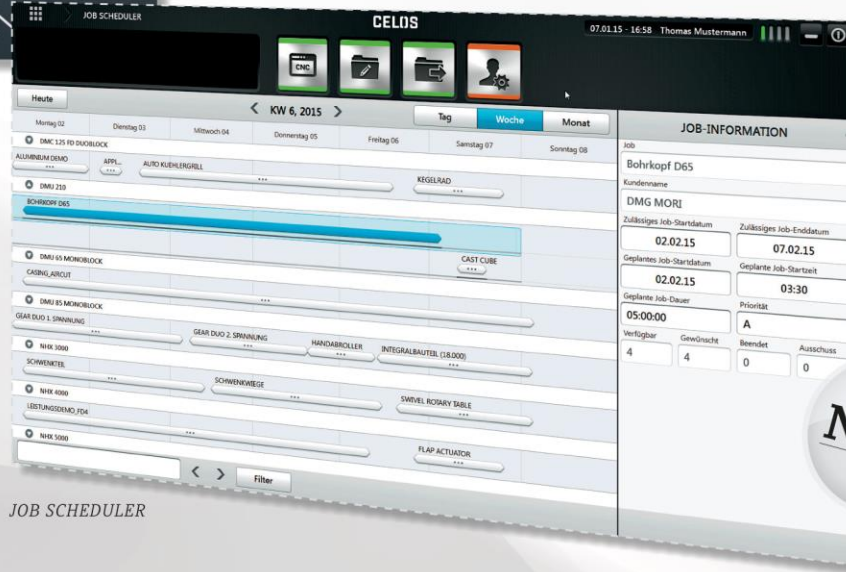 JOB SCHEDULER
CELOS
07.01.15 - 16:58 Thomas Mustermann
CNC
Heute
KW 6, 2015
Tag Woche Monat
Montag 02 Dienstag 03 Mittwoch 04 Donnerstag 05 Freitag 06 Samstag 07 Sonntag 08
DMC 125 FD DUOBLOCK
ALUMINIUM DEMO APPl... AUTO KUEHLERGRILL KEGELRAD
DMU 210
BOHRKOPF D65
CAST CUBE
DMU 65 MONOBLOCK
CASING_AIRCUT
DMU 85 MONOBLOCK
GEAR DUO 1. SPANNUNG GEAR DUO 2. SPANNUNG HANDABROLLER INTEGRALBAUTEIL (18.000)
NHX 3000
SCHWENKTEIL SCHWENKWIEGE SWIVEL ROTARY TABLE
NHX 4000
LEISTUNGSDEMO_FD4 FLAP ACTUATOR
NHX 5000
Filter
JOB-INFORMATION
Job
Bohrkopf D65
Kundenname
DMG MORI
Zulässiges Job-Startdatum Zulässiges Job-Enddatum
02.02.15 07.02.15
Geplantes Job-Startdatum Geplante Job-Startzeit
02.02.15 03:30
Geplante Job-Dauer Priorität
05:00:00 A
Verfügbar Gewünscht Beendet Ausschuss
4 4 0 0
N
JOB SCHEDULER